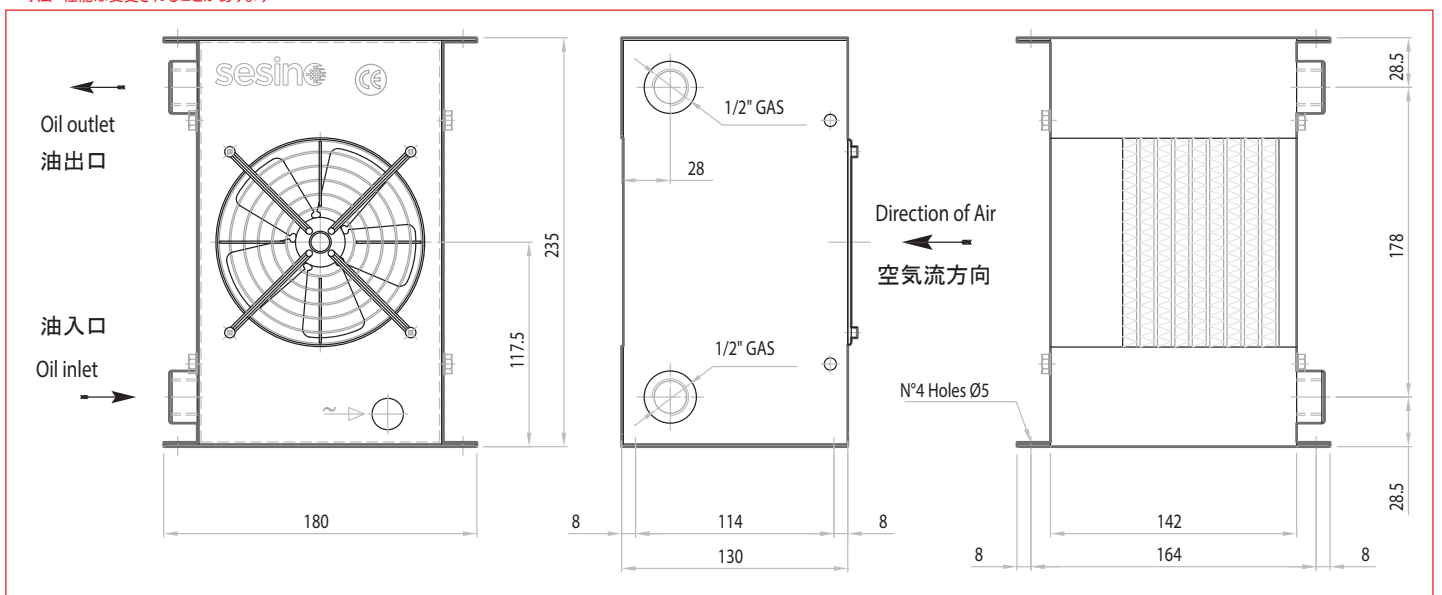 sesino
CE
Oil outlet
油出口
油入口
Oil inlet
~
235
117.5
180
1/2" GAS
28
1/2" GAS
Direction of Air
空気流方向
8
114
8
130
N°4 Holes Ø5
28.5
178
28.5
142
8
164
8